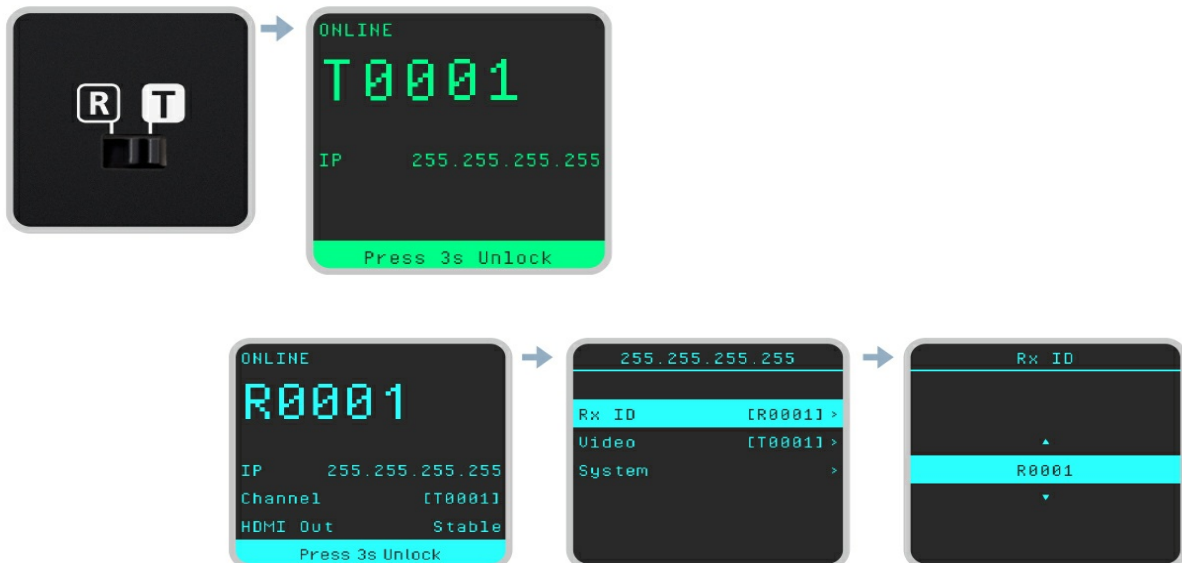 R T
ONLINE
T0001
IP 255.255.255.255
Press 3s Unlock
ONLINE
R0001
IP 255.255.255.255
Channel [T0001]
HDMI Out Stable
Press 3s Unlock
255.255.255.255
Rx ID [R0001] >
Video [T0001] >
System >
Rx ID
R0001